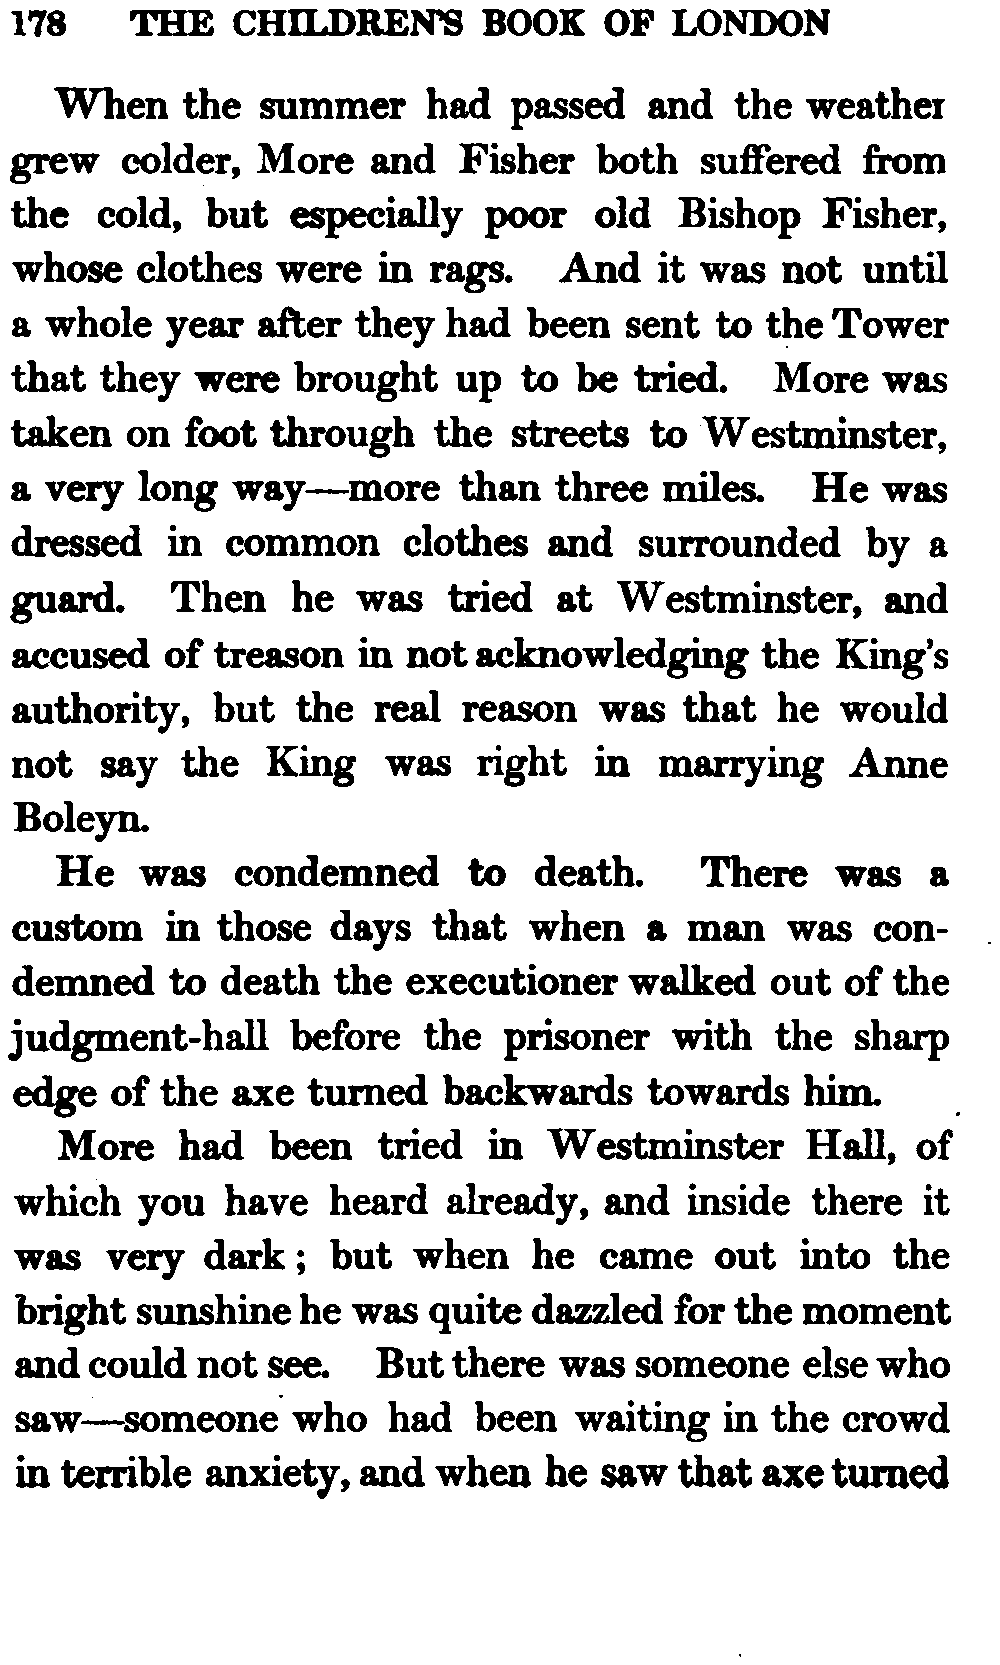 178 THE CHILDREN'S BOOK OF LONDON
When the summer had passed and the weather
grew colder, More and Fisher both suffered from
the cold, but especially poor old Bishop Fisher,
whose clothes were in rags. And it was not until
a whole year after they had been sent to the Tower
that they were brought up to be tried. More was
taken on foot through the streets to Westminster,
a very long way—more than three miles. He was
dressed in common clothes and surrounded by a
guard. Then he was tried at Westminster, and
accused of treason in not acknowledging the King's
authority, but the real reason was that he would
not say the King was right in marrying Anne
Boleyn.
He was condemned to death. There was a
custom in those days that when a man was con-
demned to death the executioner walked out of the
judgment-hall before the prisoner with the sharp
edge of the axe turned backwards towards him.
More had been tried in Westminster Hall, of
which you have heard already, and inside there it
was very dark; but when he came out into the
bright sunshine he was quite dazzled for the moment
and could not see. But there was someone else who
saw—someone who had been waiting in the crowd
in terrible anxiety, and when he saw that axe turned